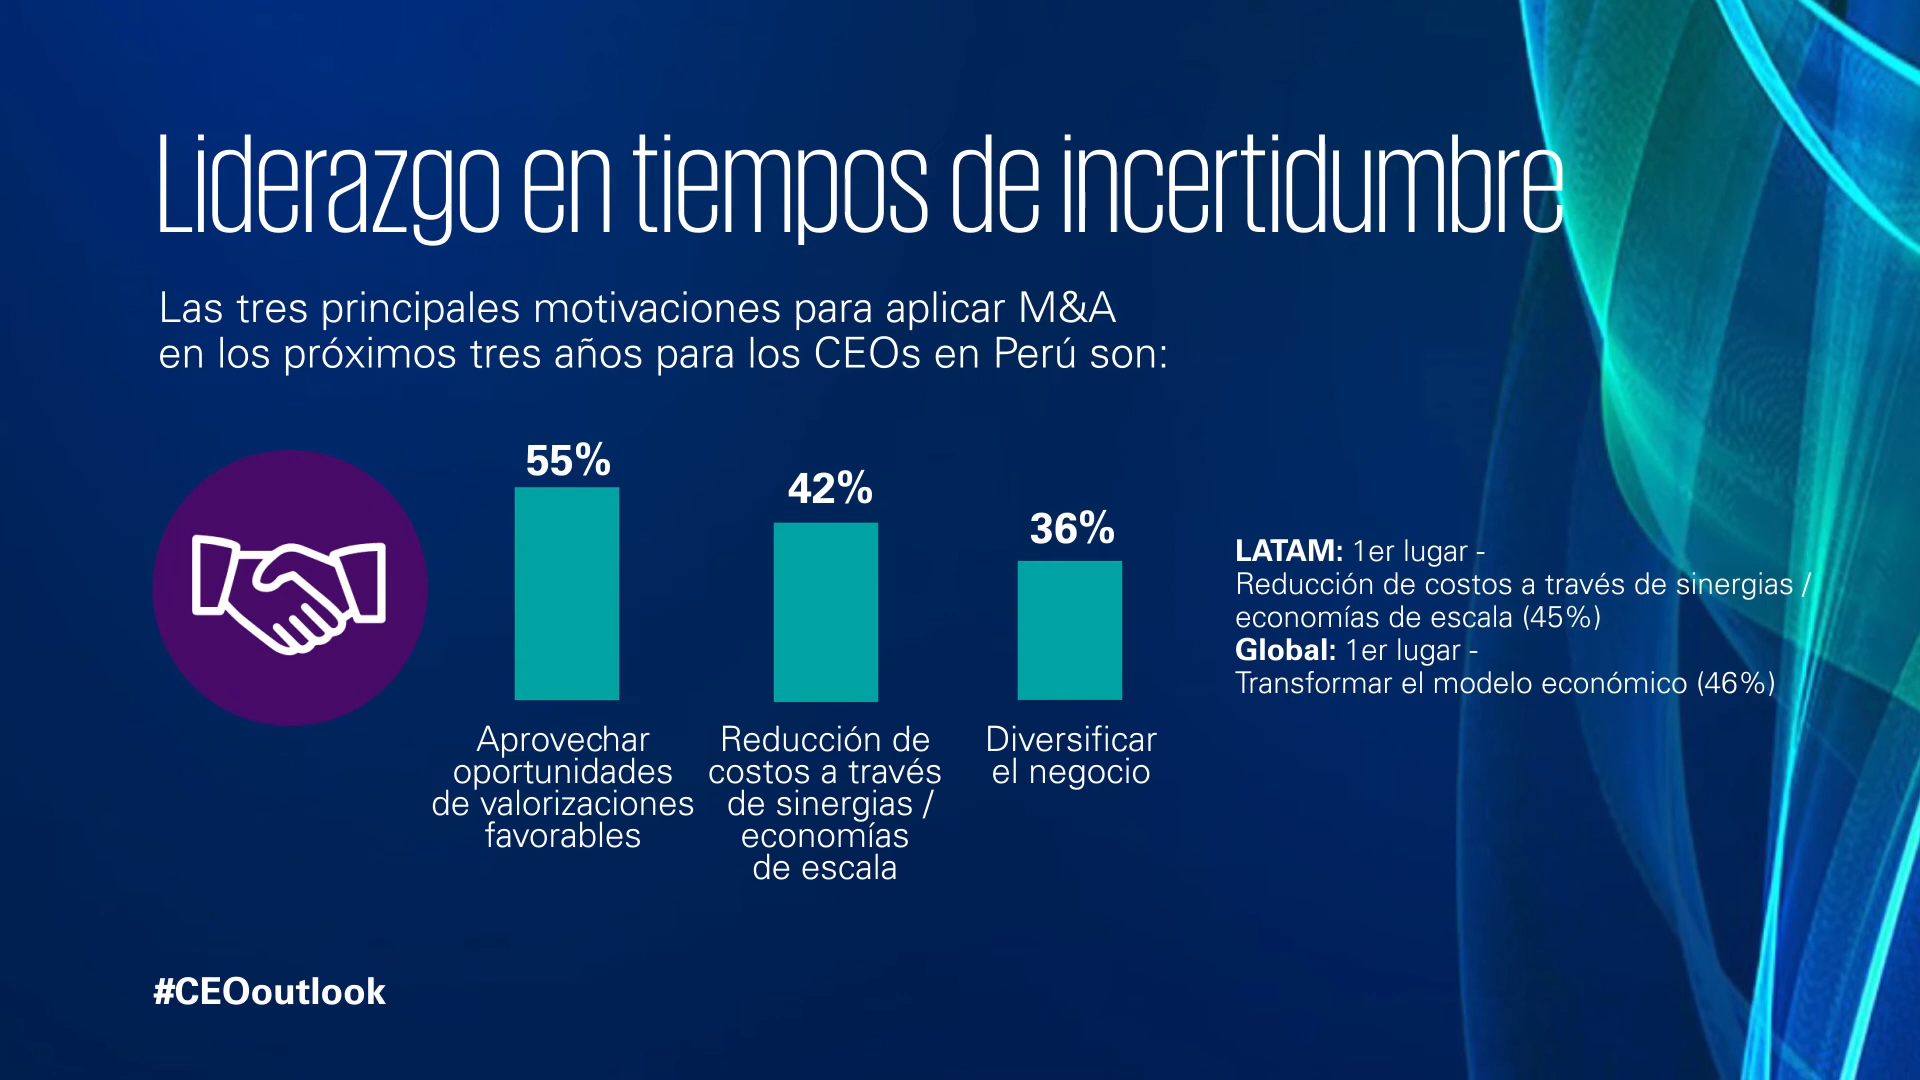 Liderazgo en tiempos de incertidumbre
Las tres principales motivaciones para aplicar M&A
en los próximos tres años para los CEOs en Perú son:
55%
Aprovechar
oportunidades
de valorizaciones
favorables
42%
Reducción de
costos a través
de sinergias /
economías
de escala
36%
Diversificar
el negocio
LATAM: 1er lugar -
Reducción de costos a través de sinergias /
economías de escala (45%)
Global: 1er lugar -
Transformar el modelo económico (46%)
#CEOoutlook